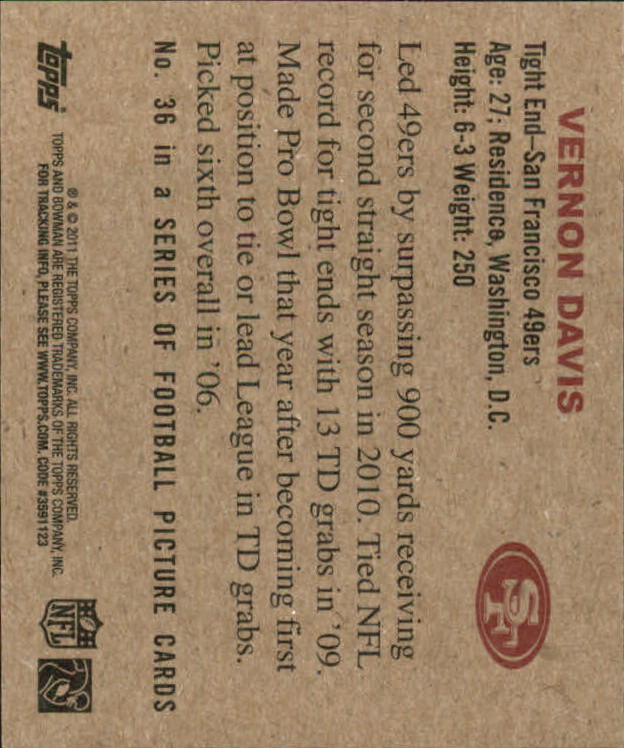 VERNON DAVIS
Tight End–San Francisco 49ers
Age: 27; Residence, Washington, D.C.
Height: 6-3 Weight: 250
SF
Led 49ers by surpassing 900 yards receiving
for second straight season in 2010. Tied NFL
record for tight ends with 13 TD grabs in ’09.
Made Pro Bowl that year after becoming first
at position to tie or lead League in TD grabs.
Picked sixth overall in ’06.
No. 36 in a SERIES OF FOOTBALL PICTURE CARDS
topps
® & © 2011 THE TOPPS COMPANY, INC. ALL RIGHTS RESERVED.
TOPPS AND BOWMAN ARE REGISTERED TRADEMARKS OF THE TOPPS COMPANY, INC.
FOR TRACKING INFO, PLEASE SEE WWW.TOPPS.COM. CODE #3591123
NFL